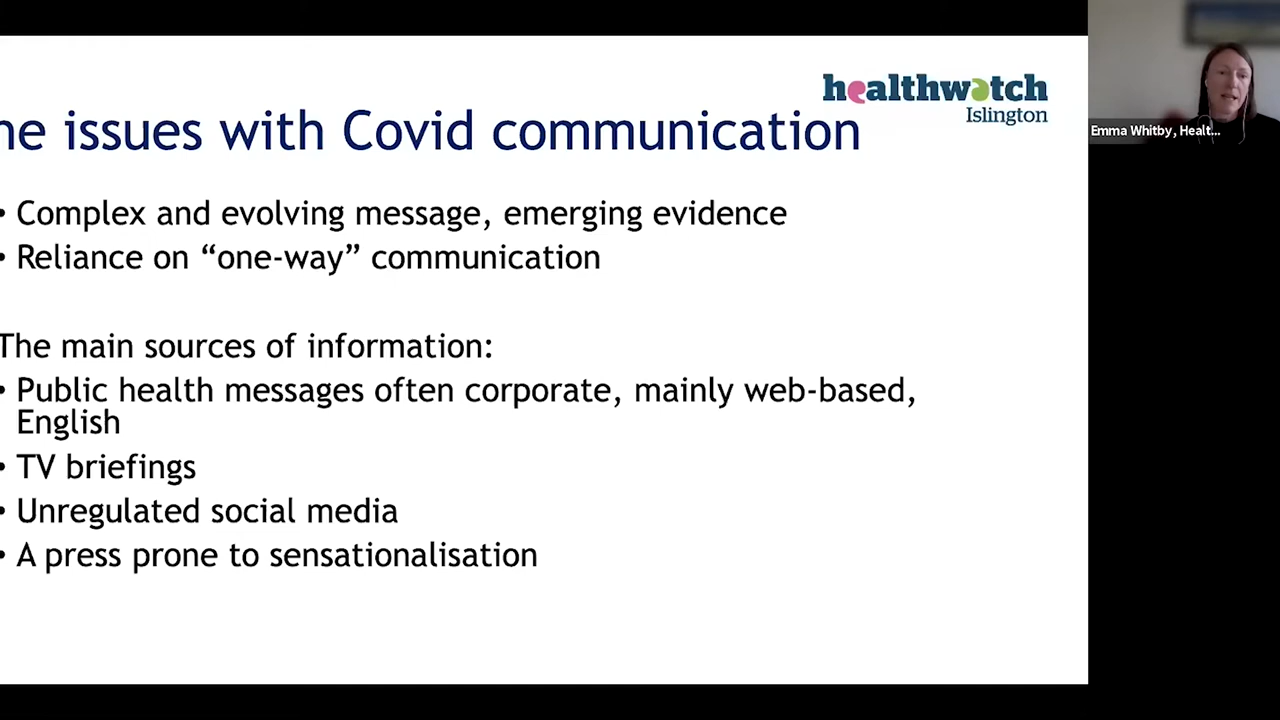 healthwatch
Islington
ne issues with Covid communication
• Complex and evolving message, emerging evidence
• Reliance on “one-way” communication
The main sources of information:
• Public health messages often corporate, mainly web-based,
English
• TV briefings
• Unregulated social media
• A press prone to sensationalisation
Emma Whitby, Healt...